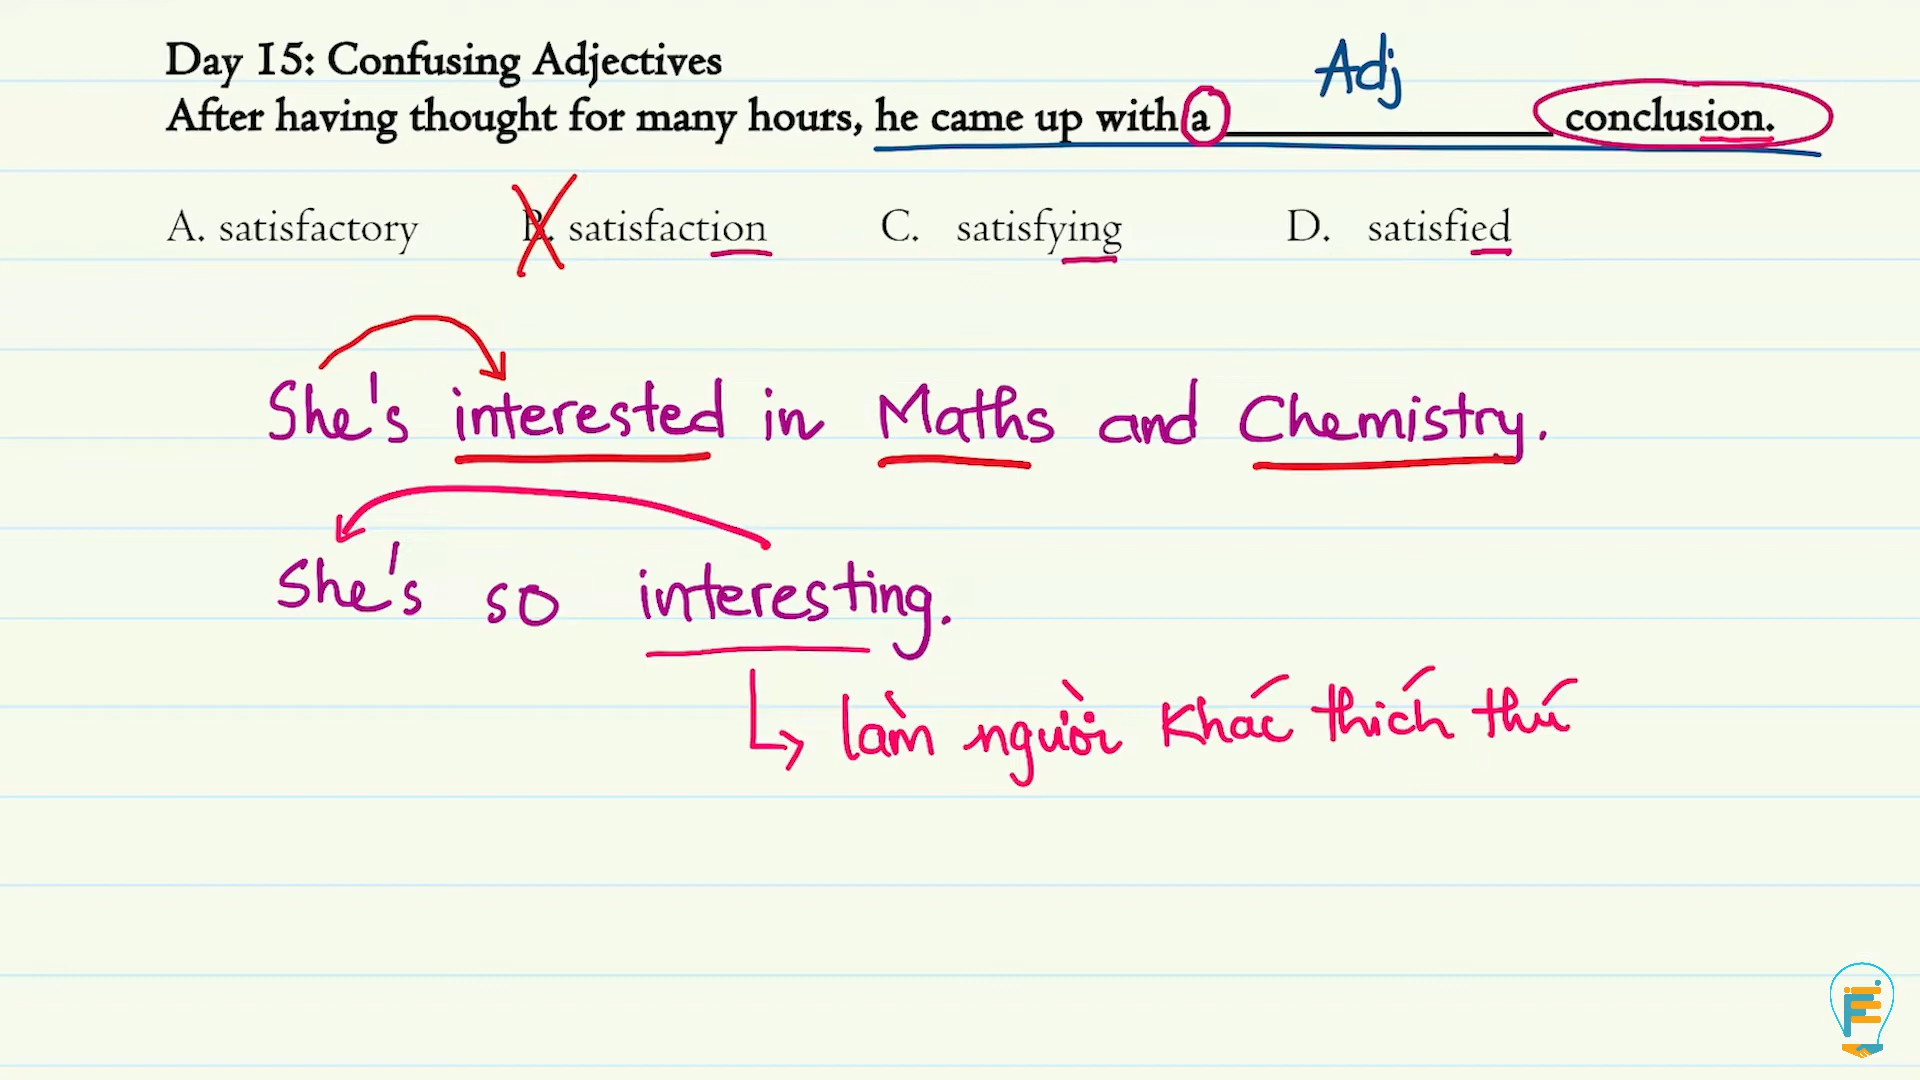 Day 15: Confusing Adjectives
Adj
After having thought for many hours, he came up with a ____________ conclusion.
A. satisfactory B. satisfaction C. satisfying D. satisfied
She's interested in Maths and Chemistry.
She's so interesting.
làm người khác thích thú